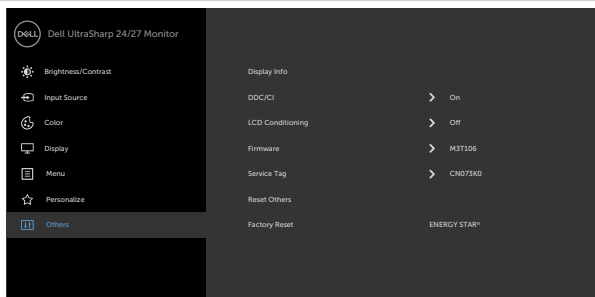 DELL Dell UltraSharp 24/27 Monitor
Brightness/Contrast Display Info
Input Source DDC/CI On
Color LCD Conditioning Off
Display Firmware M3T106
Menu Service Tag CN073K0
Personalize Reset Others
Others Factory Reset ENERGY STAR®